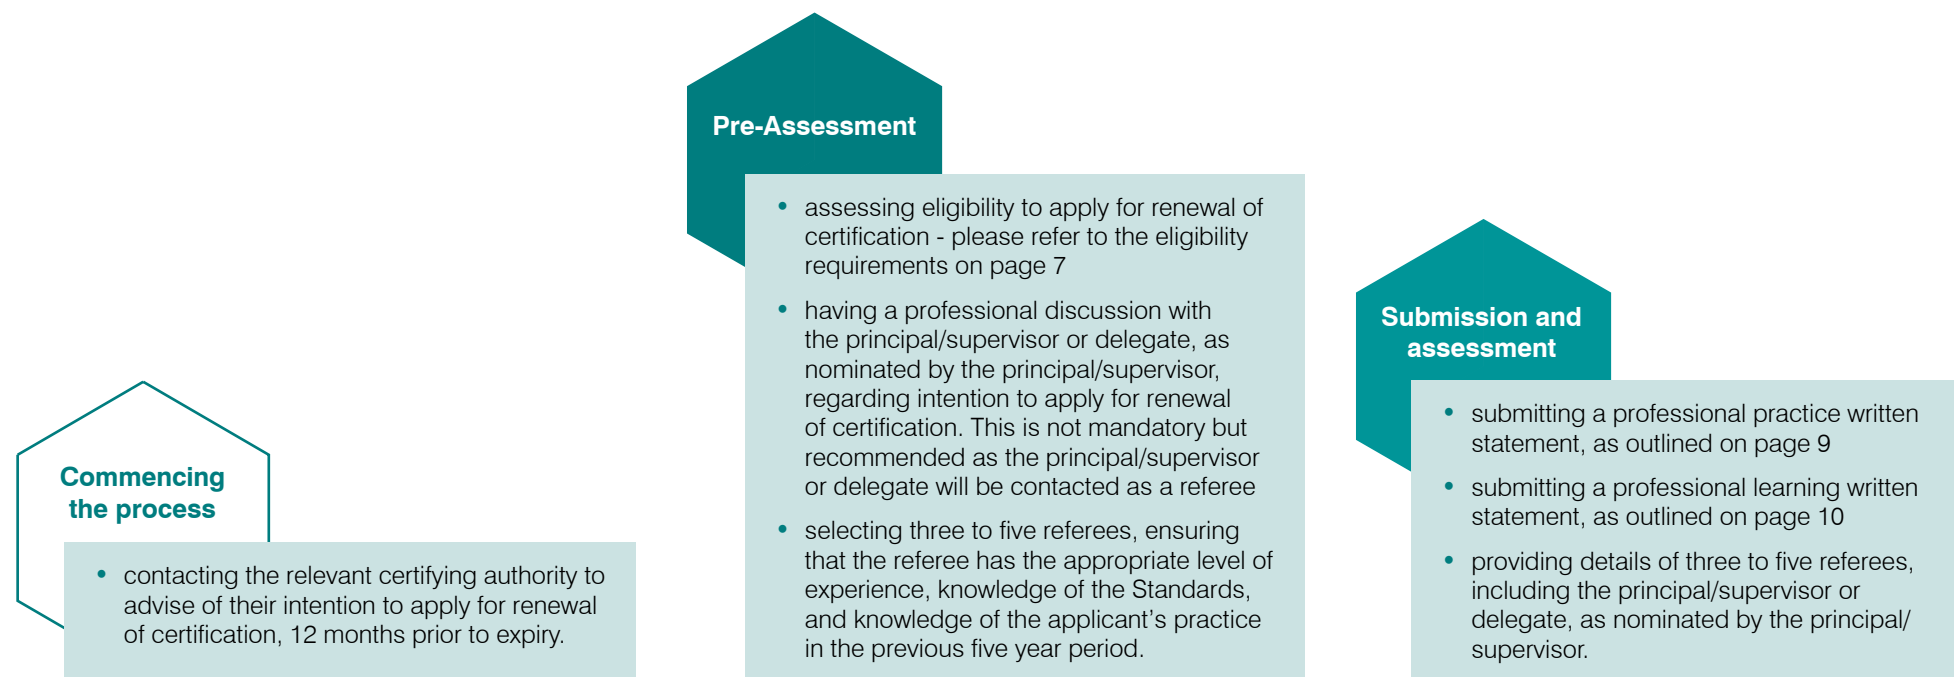 Commencing
the process
• contacting the relevant certifying authority to
advise of their intention to apply for renewal
of certification, 12 months prior to expiry.
Pre-Assessment
• assessing eligibility to apply for renewal of
certification - please refer to the eligibility
requirements on page 7
• having a professional discussion with
the principal/supervisor or delegate, as
nominated by the principal/supervisor,
regarding intention to apply for renewal
of certification. This is not mandatory but
recommended as the principal/supervisor
or delegate will be contacted as a referee
• selecting three to five referees, ensuring
that the referee has the appropriate level of
experience, knowledge of the Standards,
and knowledge of the applicant's practice
in the previous five year period.
Submission and
assessment
• submitting a professional practice written
statement, as outlined on page 9
• submitting a professional learning written
statement, as outlined on page 10
• providing details of three to five referees,
including the principal/supervisor or
delegate, as nominated by the principal/
supervisor.